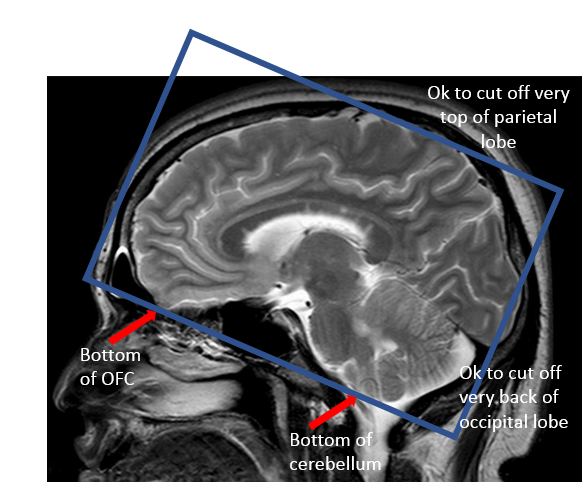 Ok to cut off very
top of parietal
lobe
Bottom
of OFC
Ok to cut off
very back of
occipital lobe
Bottom of
cerebellum